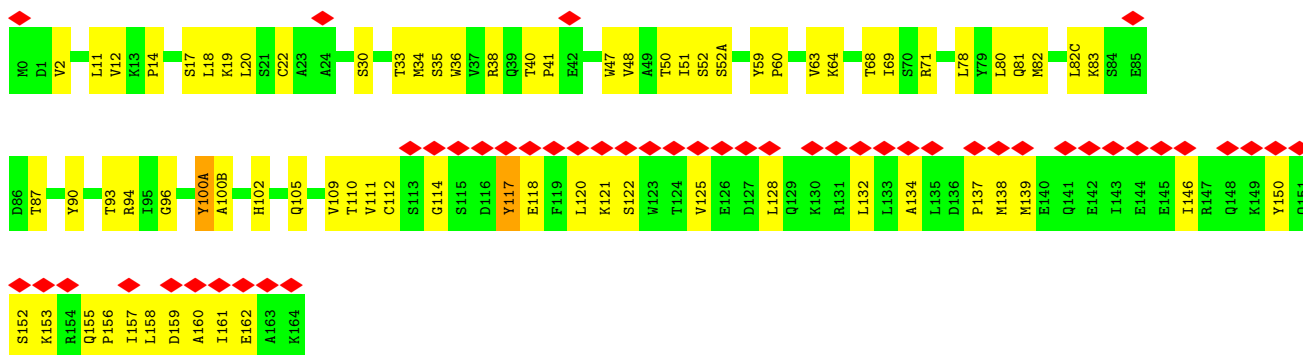 M0 D1 V2 L11 V12 K13 P14 S17 L18 K19 L20 S21 C22 A23 A24 S30 T33 M34 S35 W36 V37 R38 Q39 T40 P41 E42 W47 V48 A49 T50 I51 S52 S52A Y59 P60 V63 K64 T68 I69 S70 R71 L78 Y79 L80 Q81 M82 L82C K83 S84 E85
D86 T87 Y90 T93 R94 I95 G96 Y100A A100B H102 Q105 V109 T110 V111 C112 S113 G114 S115 D116 Y117 E118 F119 L120 K121 S122 W123 T124 V125 E126 D127 L128 Q129 K130 R131 L132 L133 A134 L135 D136 P137 M138 M139 E140 Q141 E142 I143 E144 E145 I146 R147 Q148 K149 Y150 Q151
S152 K153 R154 Q155 P156 I157 L158 D159 A160 I161 E162 A163 K164